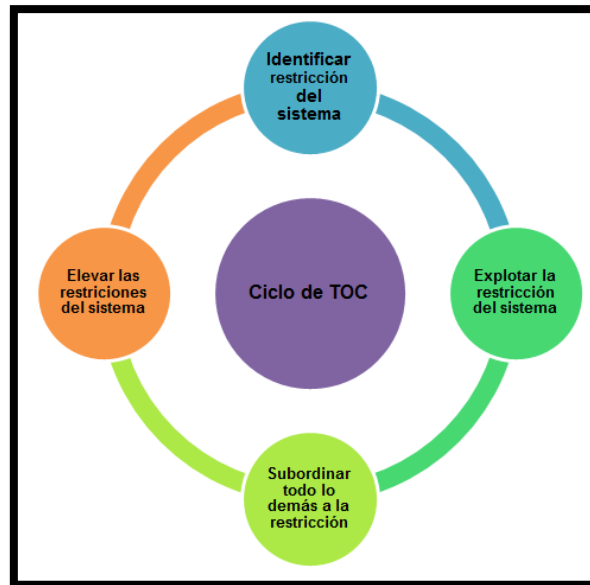 Identificar
restricción
del
sistema
Explotar la
restricción
del sistema
Subordinar
todo lo
demás a la
restricción
Elevar las
restriciones
del sistema
Ciclo de TOC